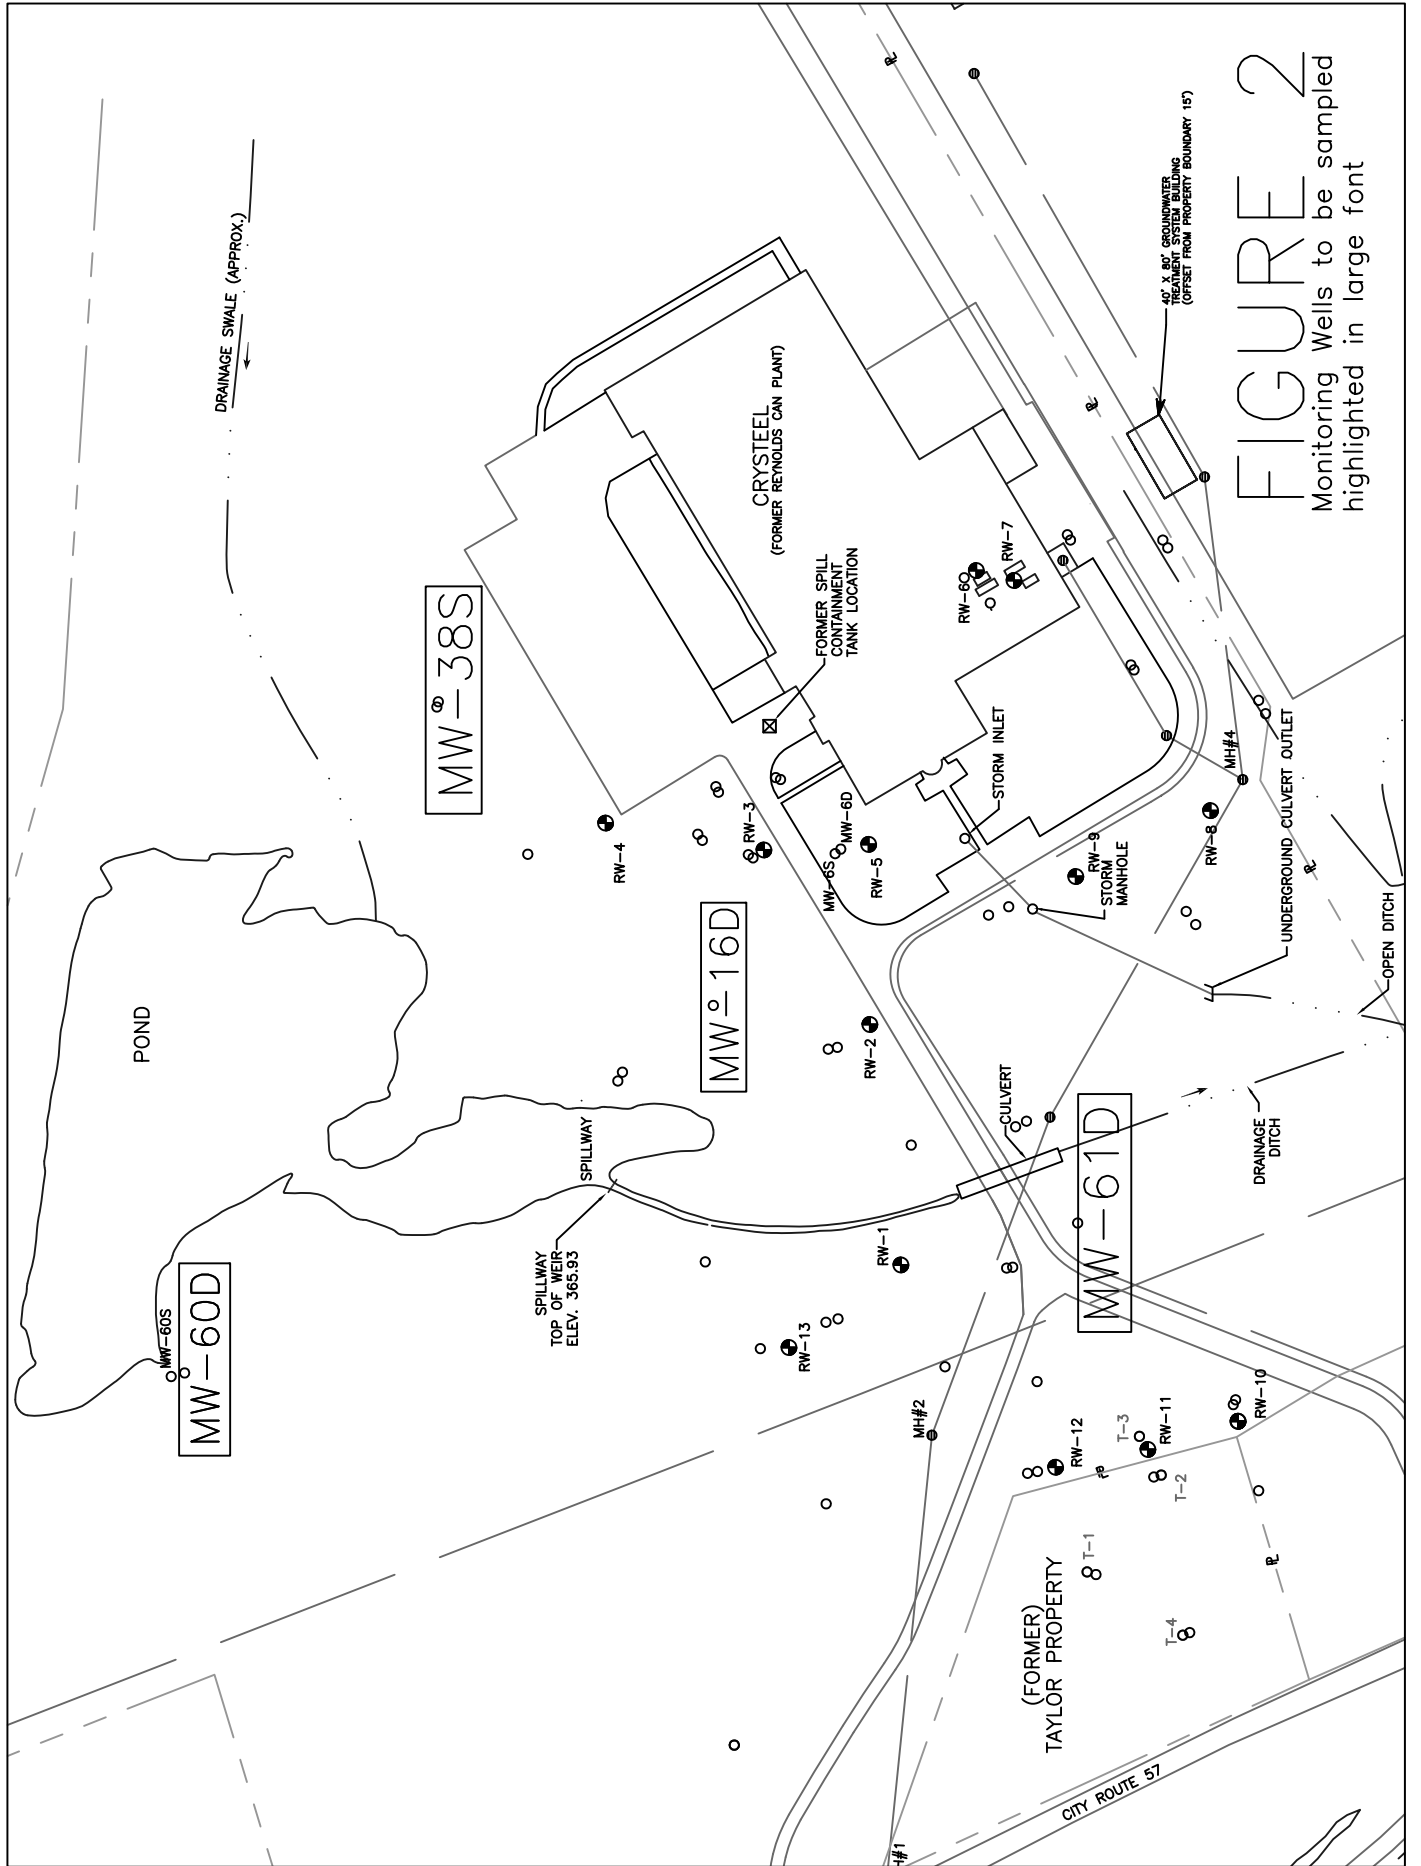 FIGURE 2
Monitoring Wells to be sampled
highlighted in large font
DRAINAGE SWALE (APPROX.)
POND
MW-38S
MW-16D
MW-60S
MW-60D
MW-61D
SPILLWAY
SPILLWAY
TOP OF WEIR
ELEV. 365.93
CRYSTEEL
(FORMER REYNOLDS CAN PLANT)
FORMER SPILL
CONTAINMENT
TANK LOCATION
40' X 80' GROUNDWATER
TREATMENT SYSTEM BUILDING
(OFFSET FROM PROPERTY BOUNDARY 15')
RW-4
RW-3
MW-6S
MW-6D
RW-5
RW-6
RW-7
STORM INLET
RW-9
STORM
MANHOLE
RW-8
MH#4
UNDERGROUND CULVERT OUTLET
OPEN DITCH
RW-2
CULVERT
DRAINAGE
DITCH
RW-1
RW-13
MH#2
RW-12
RW-11
RW-10
T-3
T-2
T-1
T-4
(FORMER)
TAYLOR PROPERTY
CITY ROUTE 57
H#1
PL
PL
PL
PL